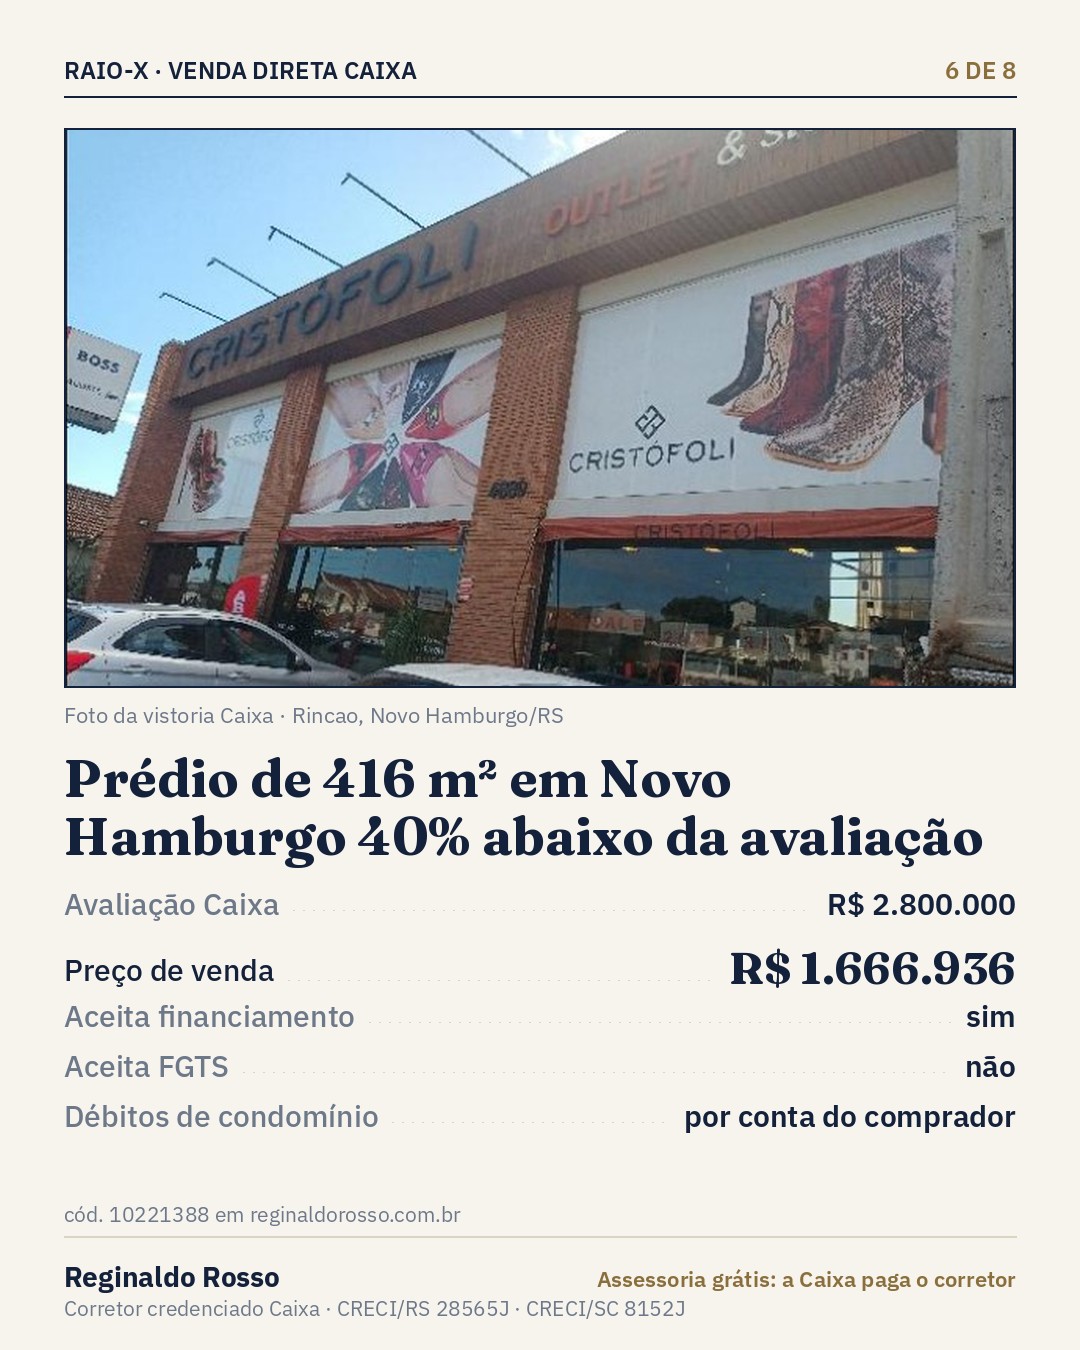 RAIO-X · VENDA DIRETA CAIXA
6 DE 8
OUTLET &
CRISTÓFOLI
BOSS
CRISTÓFOLI
CRISTÓFOLI
Foto da vistoria Caixa · Rincao, Novo Hamburgo/RS
Prédio de 416 m² em Novo
Hamburgo 40% abaixo da avaliação
Avaliação Caixa R$ 2.800.000
Preço de venda R$ 1.666.936
Aceita financiamento sim
Aceita FGTS não
Débitos de condomínio por conta do comprador
cód. 10221388 em reginaldorosso.com.br
Reginaldo Rosso
Assessoria grátis: a Caixa paga o corretor
Corretor credenciado Caixa · CRECI/RS 28565J · CRECI/SC 8152J